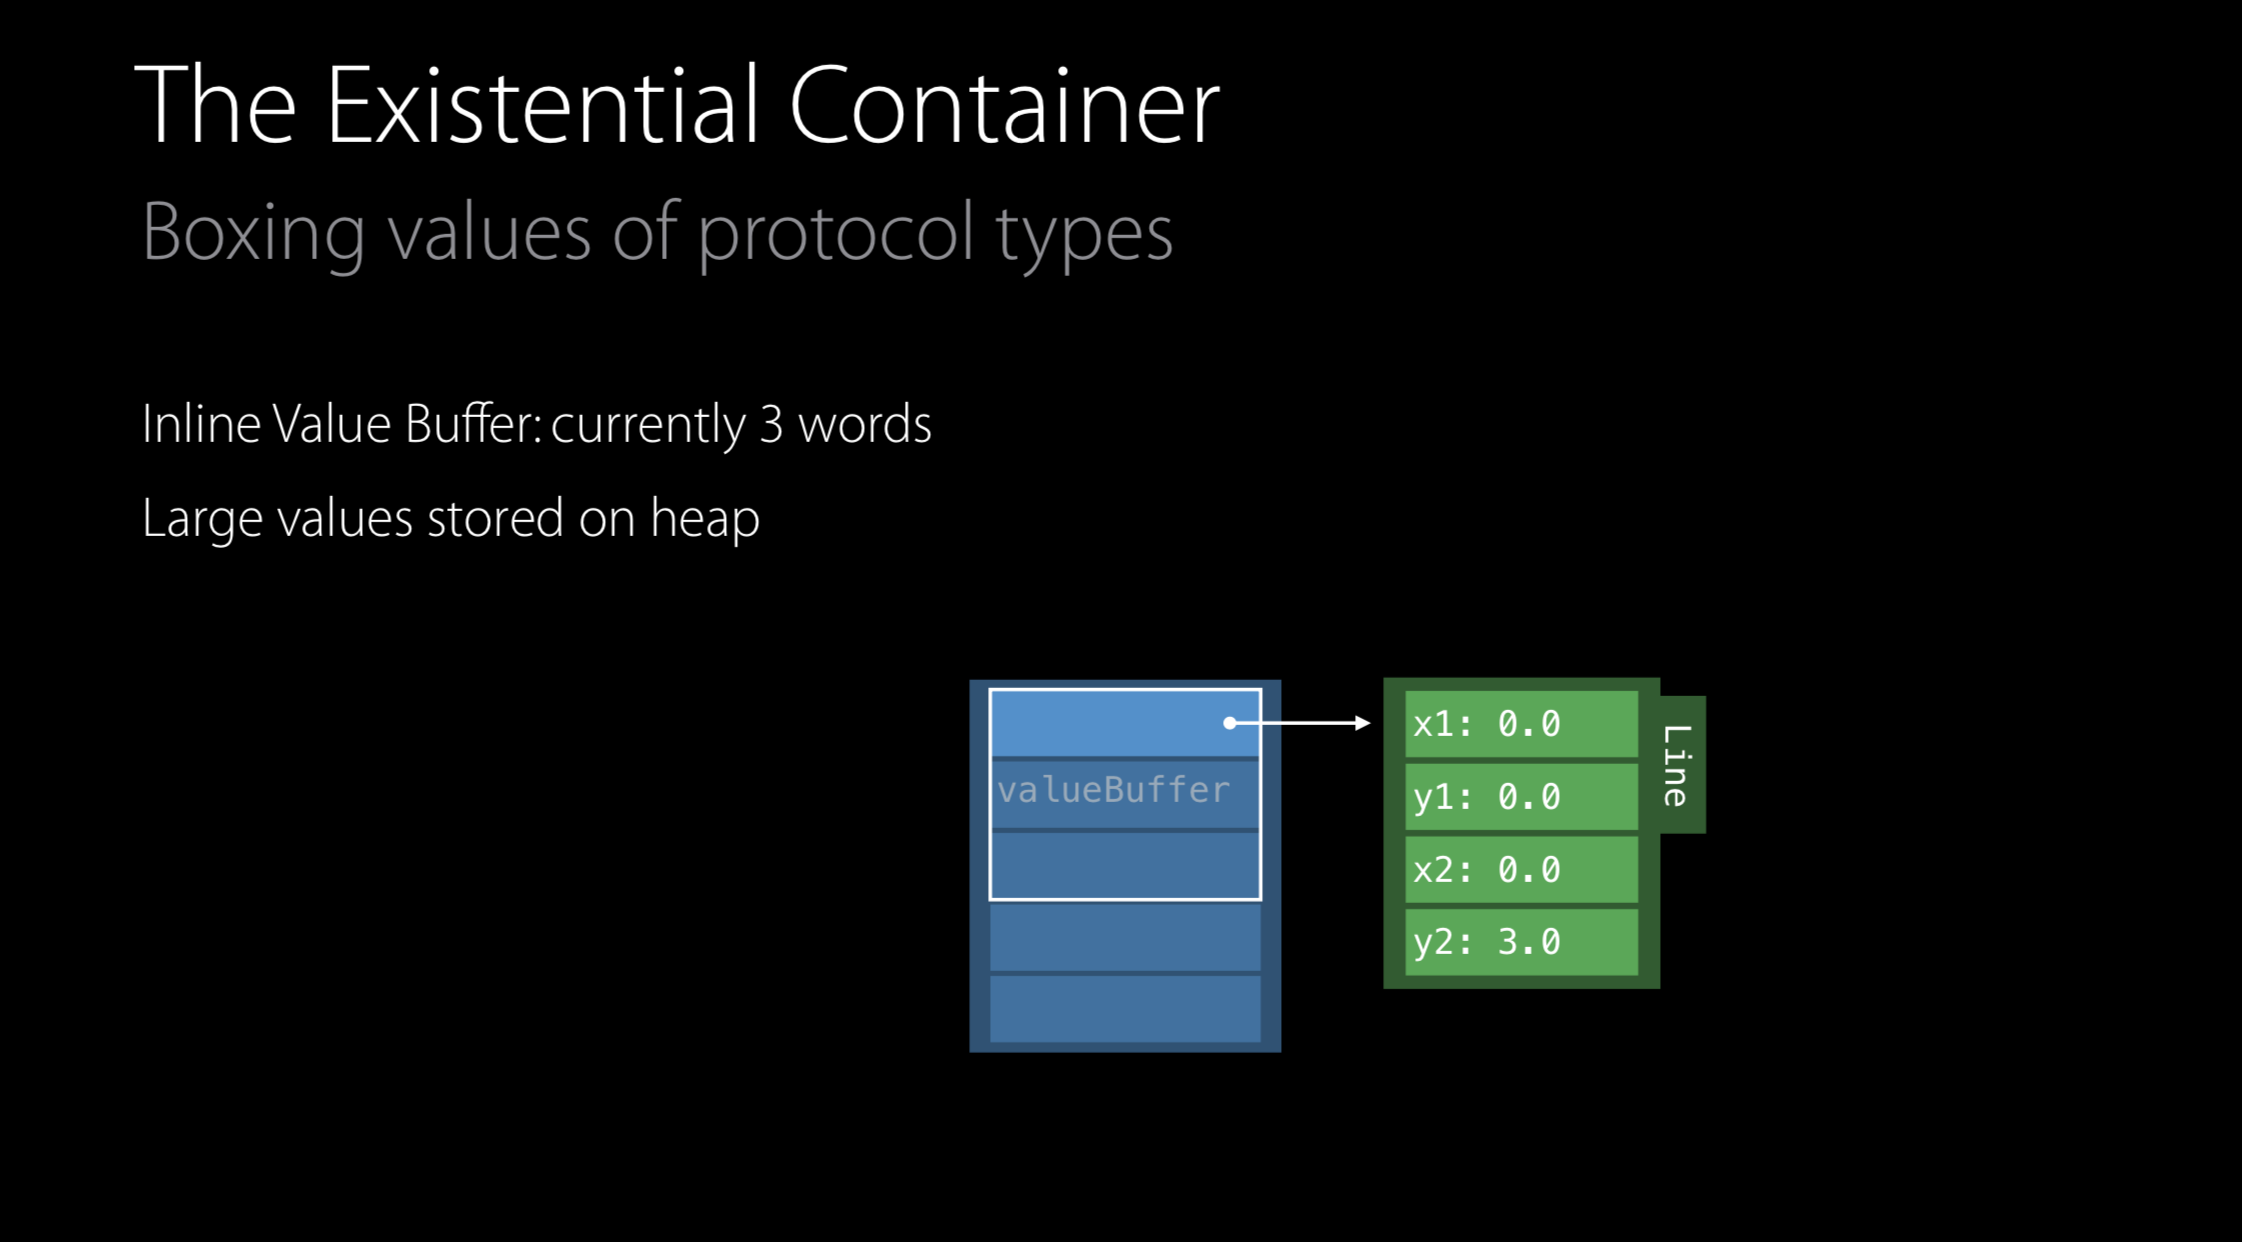 The Existential Container
Boxing values of protocol types
Inline Value Buffer: currently 3 words
Large values stored on heap
valueBuffer
x1: 0.0
y1: 0.0
x2: 0.0
y2: 3.0
Line